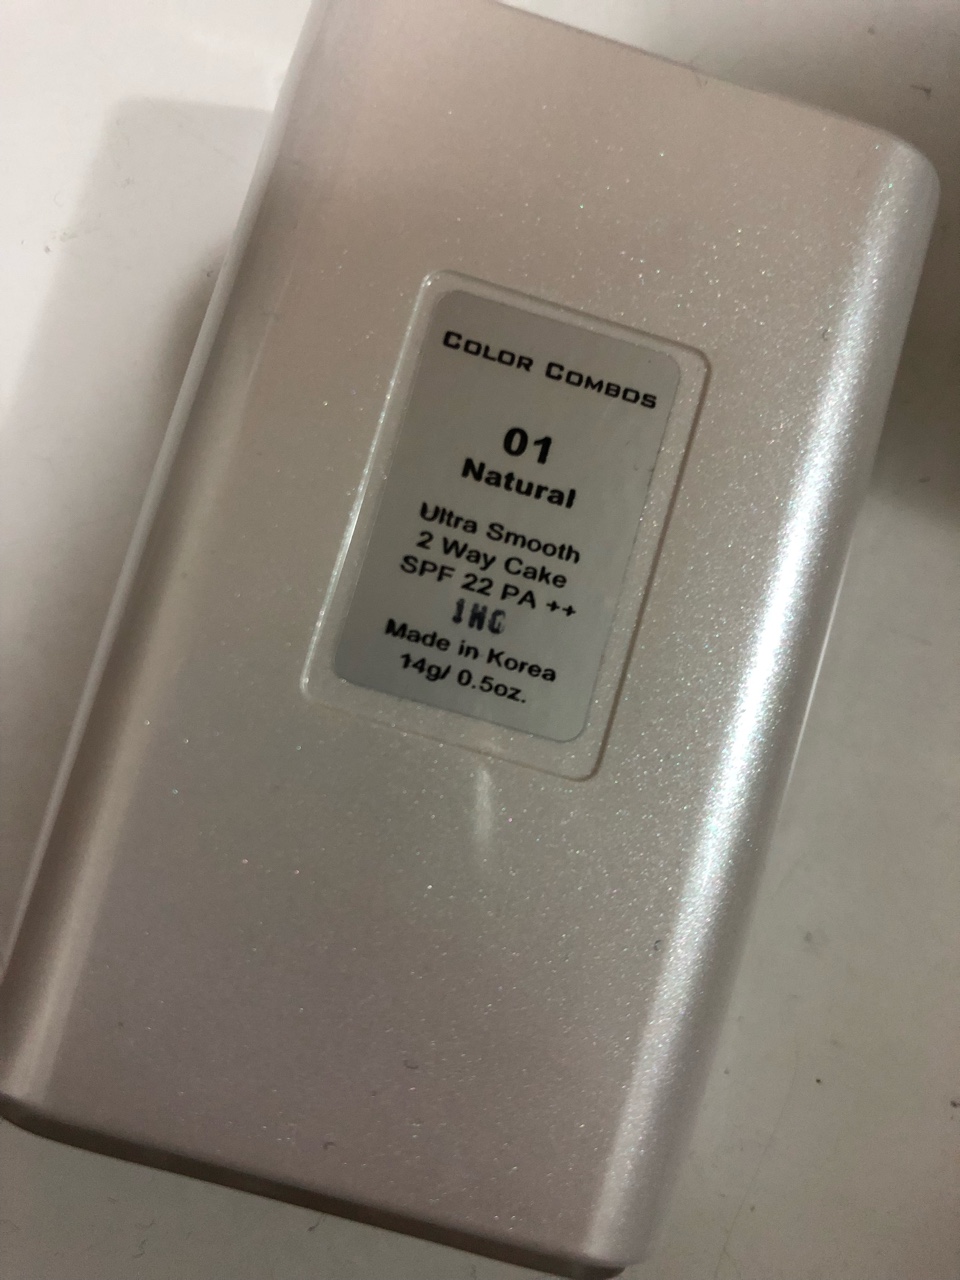 COLOR COMBOS
01
Natural
Ultra Smooth
2 Way Cake
SPF 22 PA ++
1HG
Made in Korea
14g/ 0.5oz.